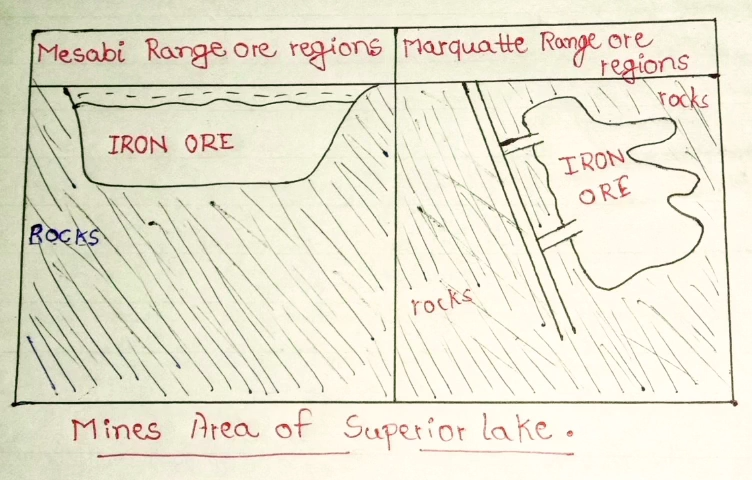 Mesabi Range ore regions
Marquatte Range ore
regions
IRON ORE
ROCKS
rocks
IRON
ORE
rocks
Mines Area of Superior lake.